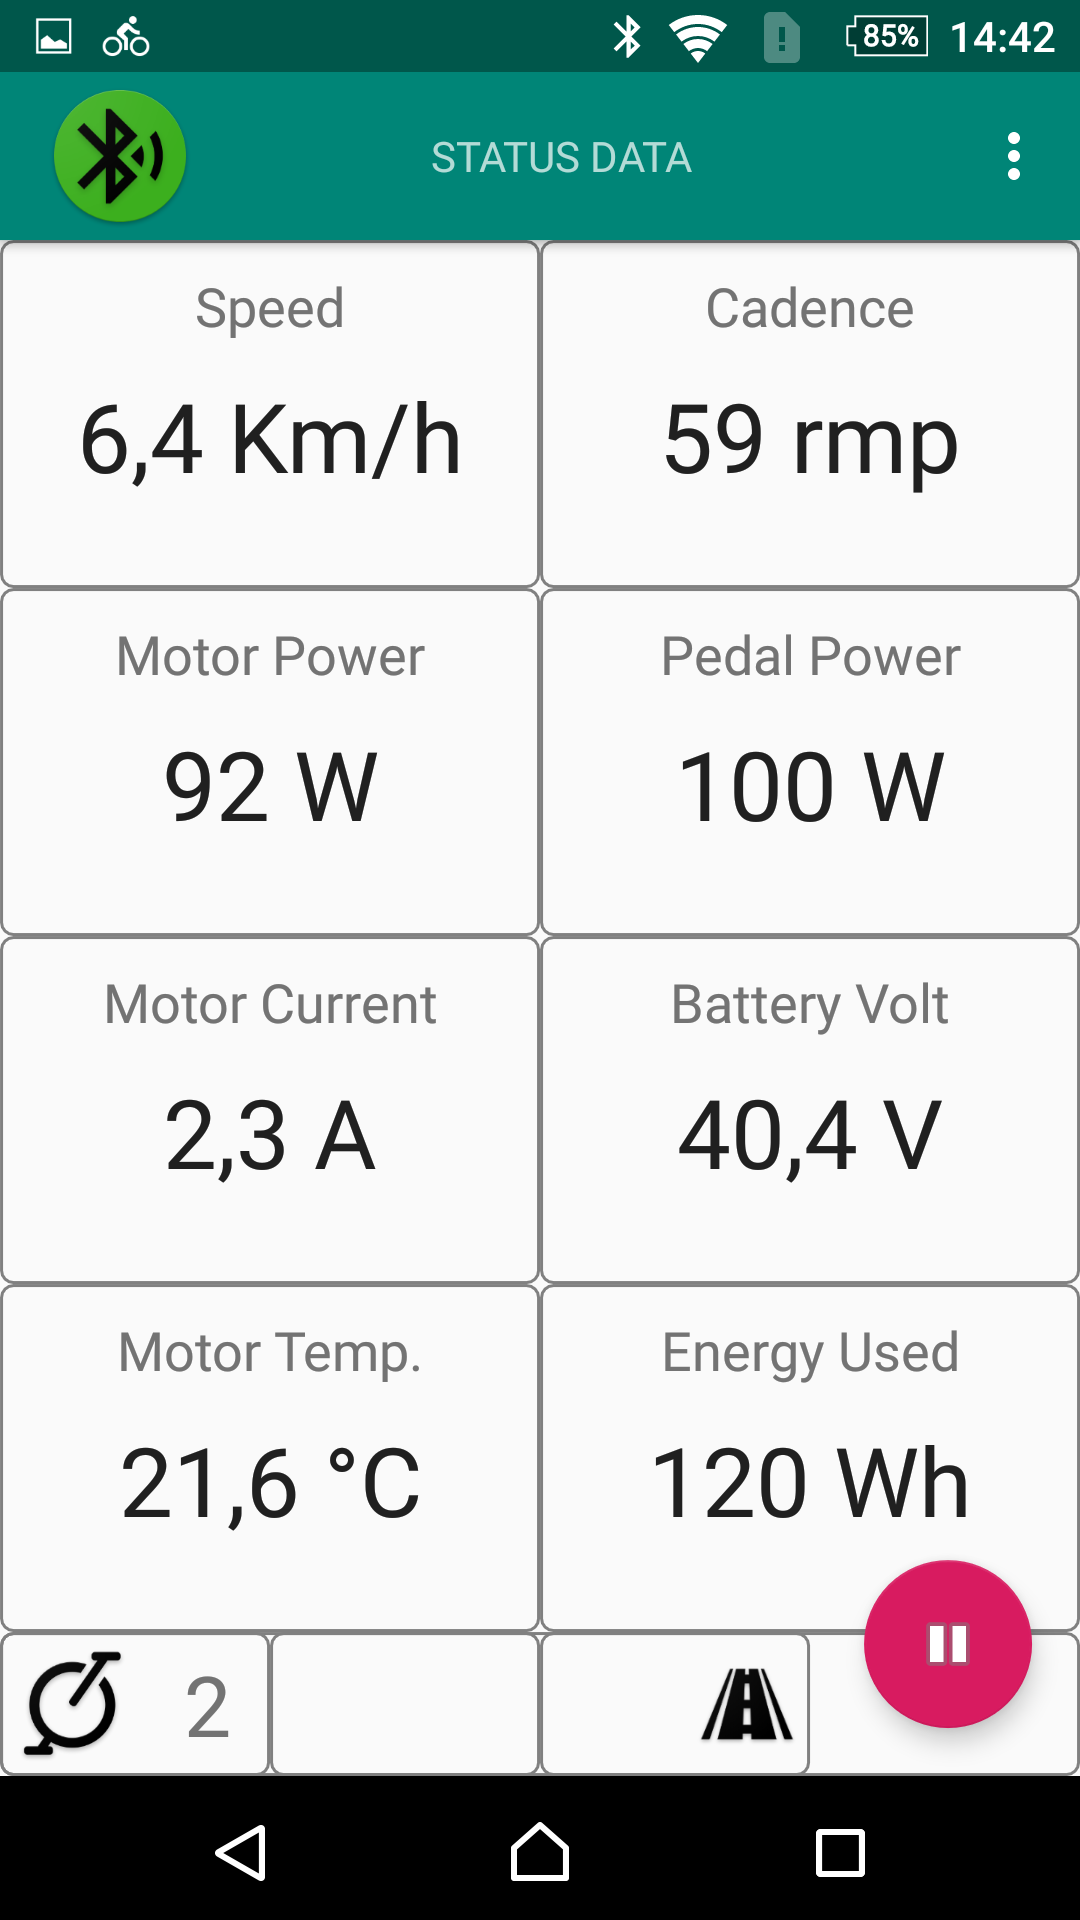 85% 14:42
STATUS DATA
Speed Cadence
6,4 Km/h 59 rmp
Motor Power Pedal Power
92 W 100 W
Motor Current Battery Volt
2,3 A 40,4 V
Motor Temp. Energy Used
21,6 °C 120 Wh
2